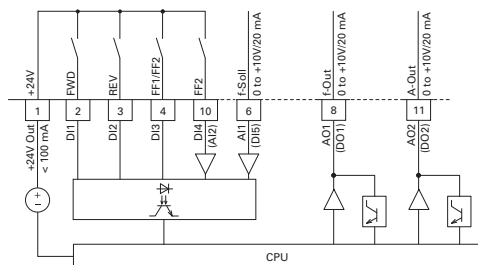 +24V
FWD
REV
FF1/FF2
FF2
f-Soll
0 to +10V/20 mA
f-Out
0 to +10V/20 mA
A-Out
0 to +10V/20 mA
1
2
3
4
10
6
8
11
+24V Out
< 100 mA
DI1
DI2
DI3
DI4
(AI2)
AI1
(DI5)
AO1
(DO1)
AO2
(DO2)
CPU